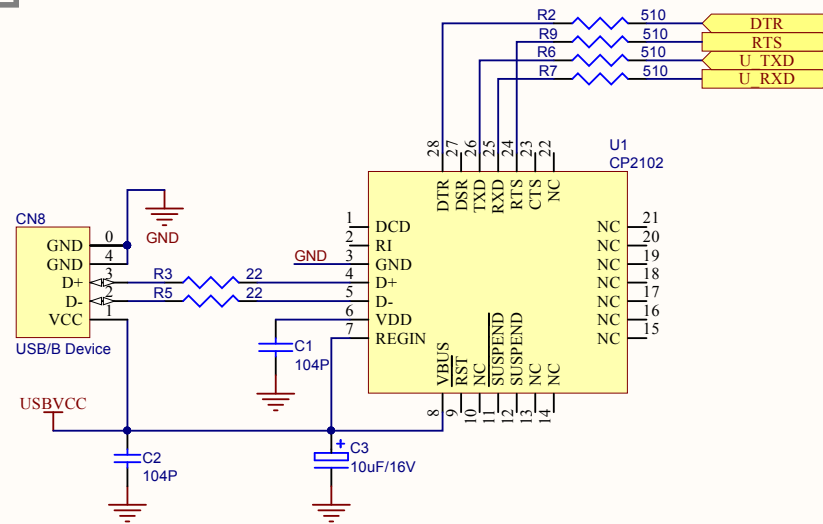 R2 510 DTR
R9 510 RTS
R6 510 U_TXD
R7 510 U_RXD
U1
CP2102
28 27 26 25 24 23 22
DTR DSR TXD RXD RTS CTS NC
CN8
GND 0
GND 4
D+ 3
D- 2
VCC 1
USB/B Device
GND
R3 22
R5 22
GND
1 DCD
2 RI
3 GND
4 D+
5 D-
6 VDD
7 REGIN
NC 21
NC 20
NC 19
NC 18
NC 17
NC 16
NC 15
VBUS RST NC SUSPEND SUSPEND NC NC
8 9 10 11 12 13 14
C1
104P
USBVCC
C2
104P
+
C3
10uF/16V